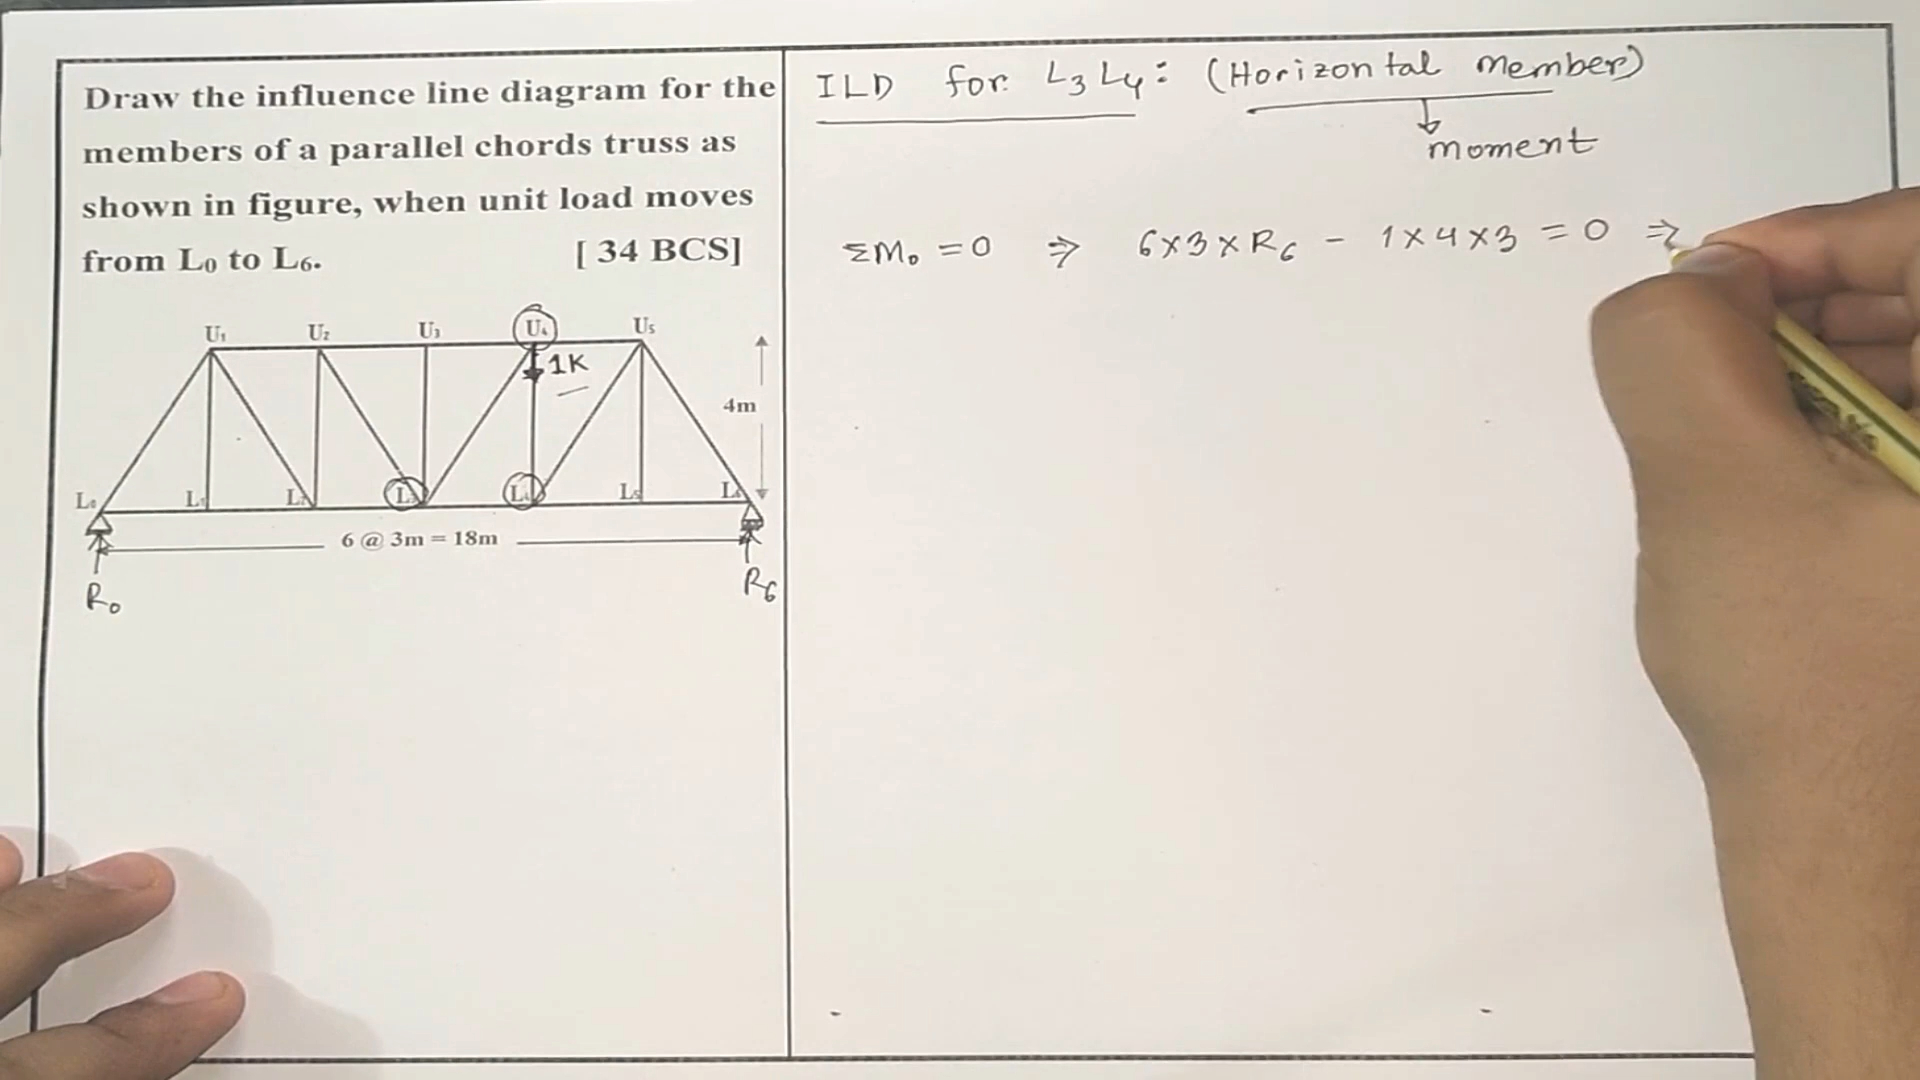 Draw the influence line diagram for the
members of a parallel chords truss as
shown in figure, when unit load moves
from L₀ to L₆. [ 34 BCS]
U₁ U₂ U₃ U₄ U₅
1K
4m
L₀ L₁ L₂ L₃ L₄ L₅ L₆
6 @ 3m = 18m
R₀ R₆
ILD for L₃L₄: (Horizontal member)
moment
ΣM₀ = 0 ⇒ 6×3×R₆ - 1×4×3 = 0 ⇒